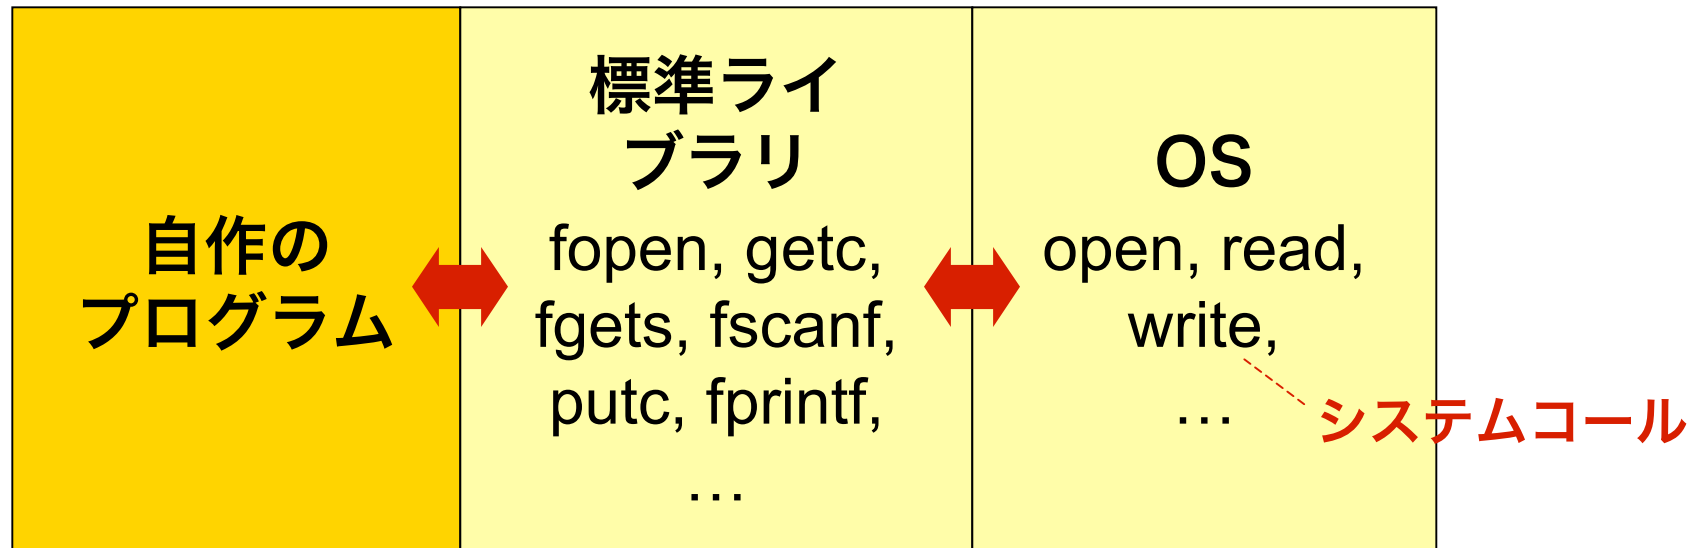 自作の
プログラム
標準ライ
ブラリ
fopen, getc,
fgets, fscanf,
putc, fprintf,
…
OS
open, read,
write,
…
システムコール